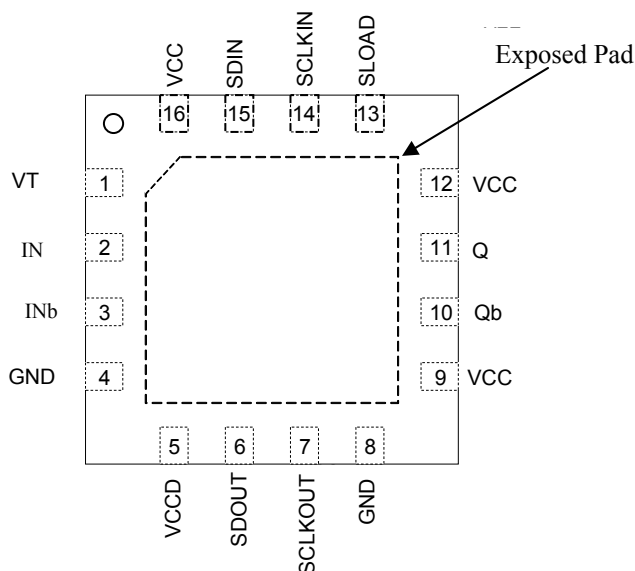 Exposed Pad
VCC
SDIN
SCLKIN
SLOAD
16
15
14
13
VT
1
12
VCC
IN
2
11
Q
INb
3
10
Qb
GND
4
9
VCC
5
6
7
8
VCCD
SDOUT
SCLKOUT
GND